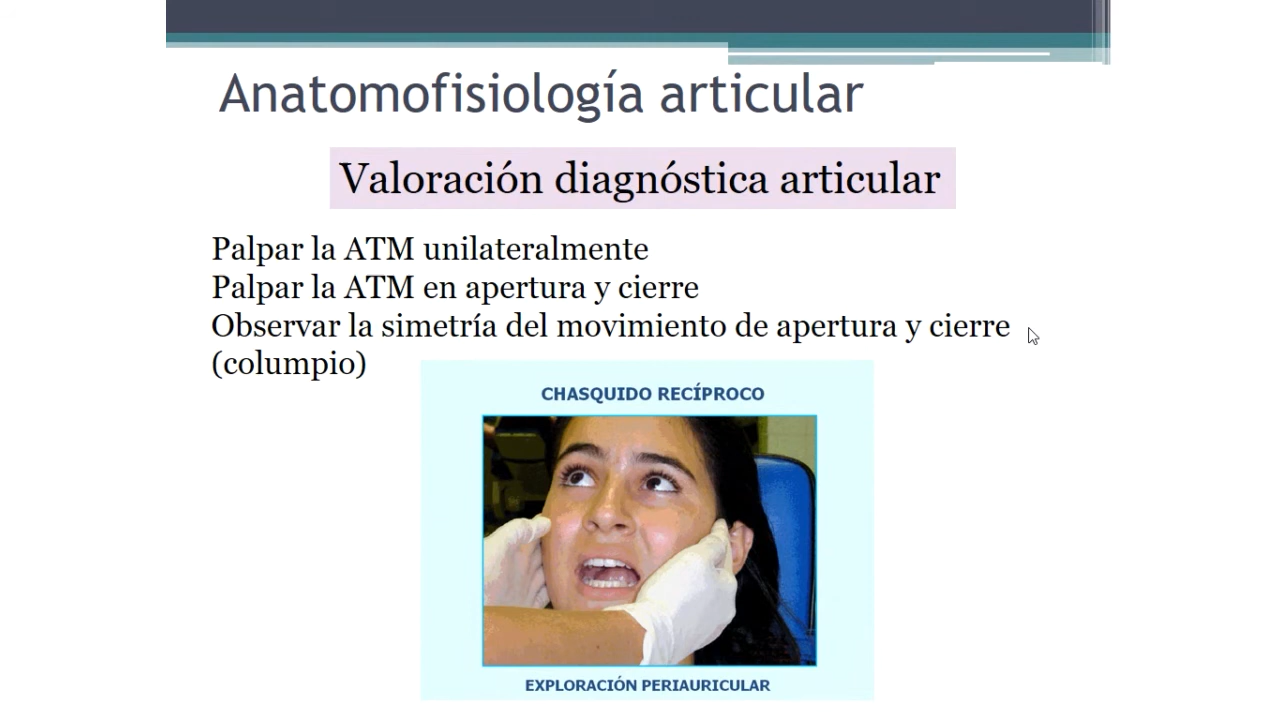 Anatomofisiología articular
Valoración diagnóstica articular
Palpar la ATM unilateralmente
Palpar la ATM en apertura y cierre
Observar la simetría del movimiento de apertura y cierre
(columpio)
CHASQUIDO RECÍPROCO
EXPLORACIÓN PERIAURICULAR